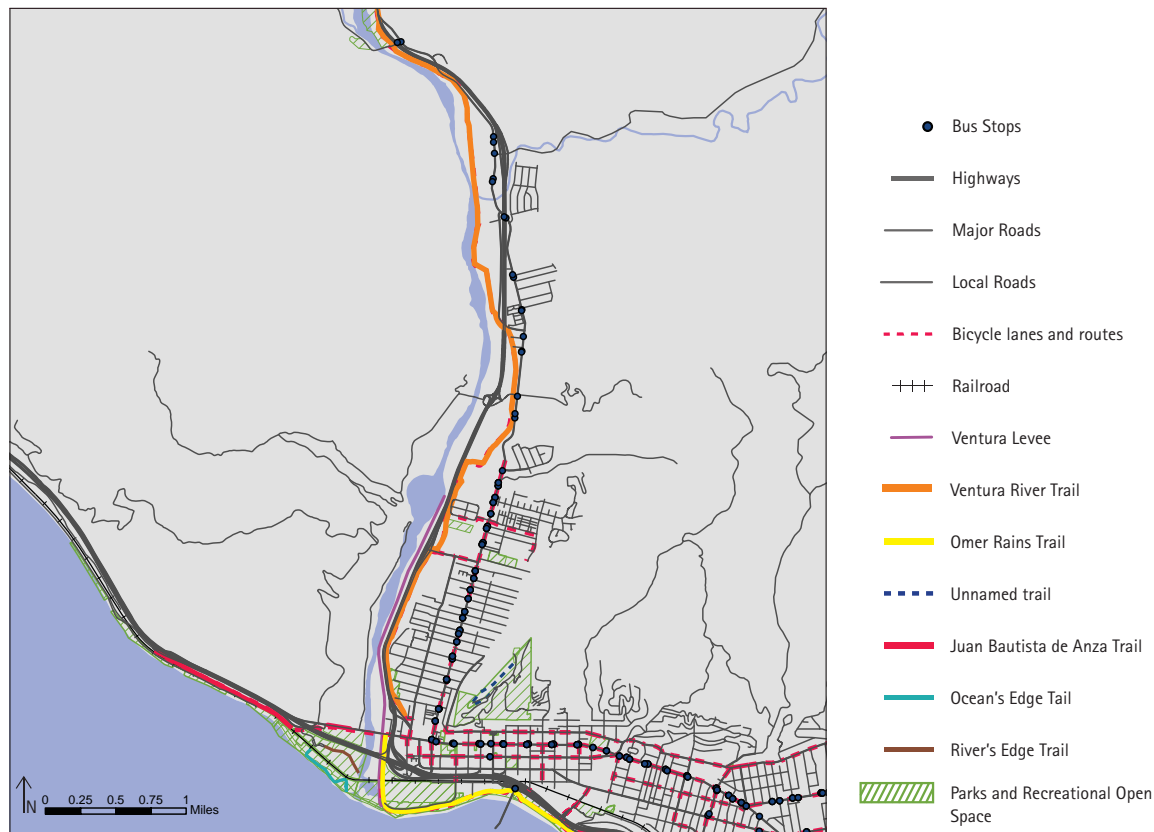 Bus Stops
Highways
Major Roads
Local Roads
Bicycle lanes and routes
Railroad
Ventura Levee
Ventura River Trail
Omer Rains Trail
Unnamed trail
Juan Bautista de Anza Trail
Ocean's Edge Tail
River's Edge Trail
Parks and Recreational Open
Space
N
0 0.25 0.5 0.75 1
Miles